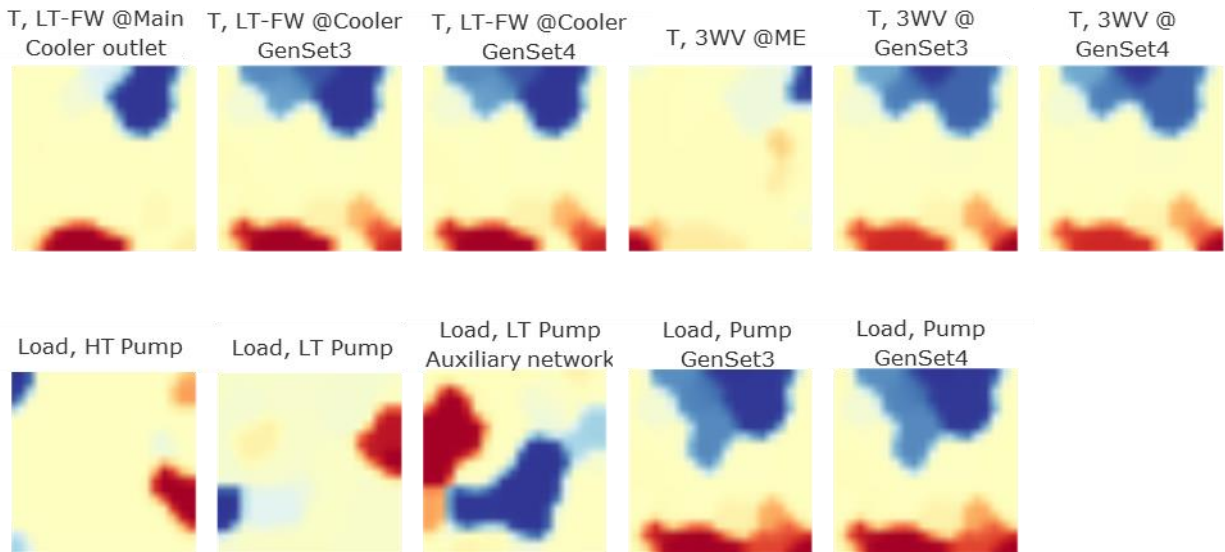 T, LT-FW @Main
Cooler outlet
T, LT-FW @Cooler
GenSet3
T, LT-FW @Cooler
GenSet4
T, 3WV @ME
T, 3WV @
GenSet3
T, 3WV @
GenSet4
Load, HT Pump
Load, LT Pump
Load, LT Pump
Auxiliary network
Load, Pump
GenSet3
Load, Pump
GenSet4